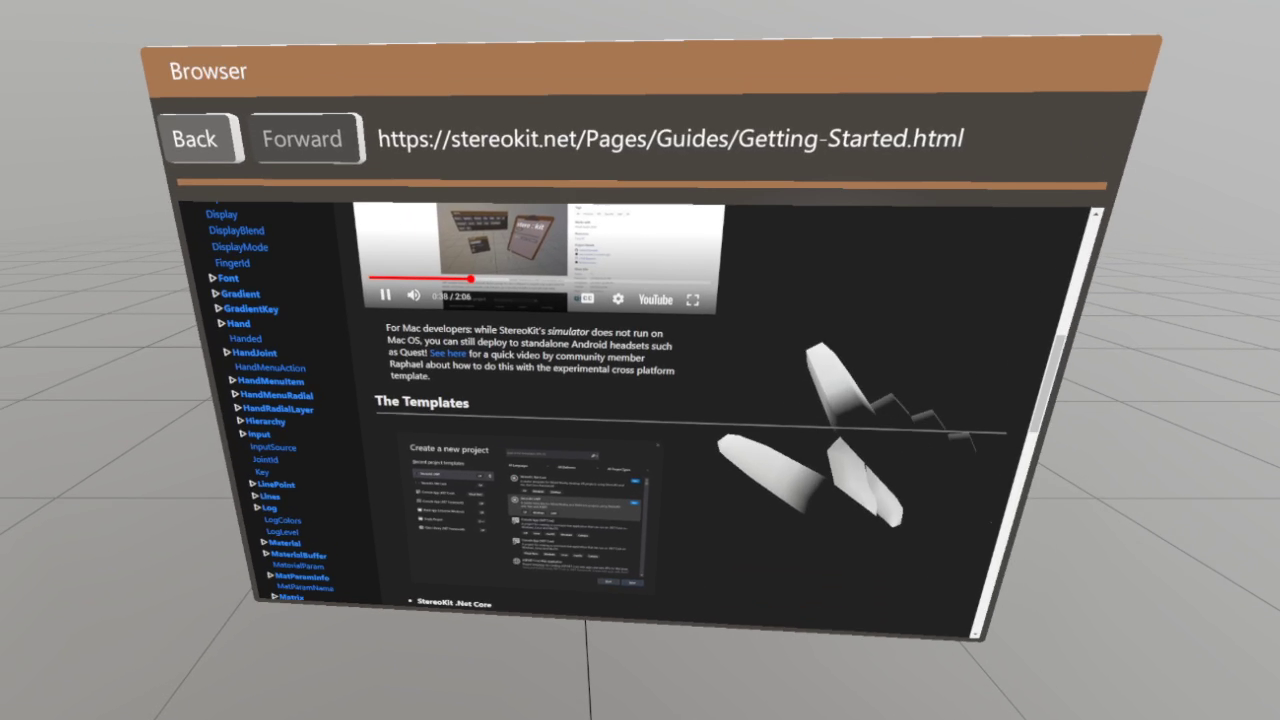 Browser
Back
Forward
https://stereokit.net/Pages/Guides/Getting-Started.html
Display
DisplayBlend
DisplayMode
FingerId
Font
Gradient
GradientKey
Hand
Handed
HandJoint
HandMenuAction
HandMenuItem
HandMenuRadial
HandRadialLayer
Hierarchy
Input
InputSource
JointId
Key
LinePoint
Lines
Log
LogColors
LogLevel
Material
MaterialBuffer
MaterialParam
MatParamInfo
MatParamName
Matrix
0:38 / 2:06
CC
YouTube
For Mac developers: while StereoKit's simulator does not run on
Mac OS, you can still deploy to standalone Android headsets such
as Quest! See here for a quick video by community member
Raphael about how to do this with the experimental cross platform
template.
The Templates
Create a new project
Recent project templates
StereoKit .Net Core